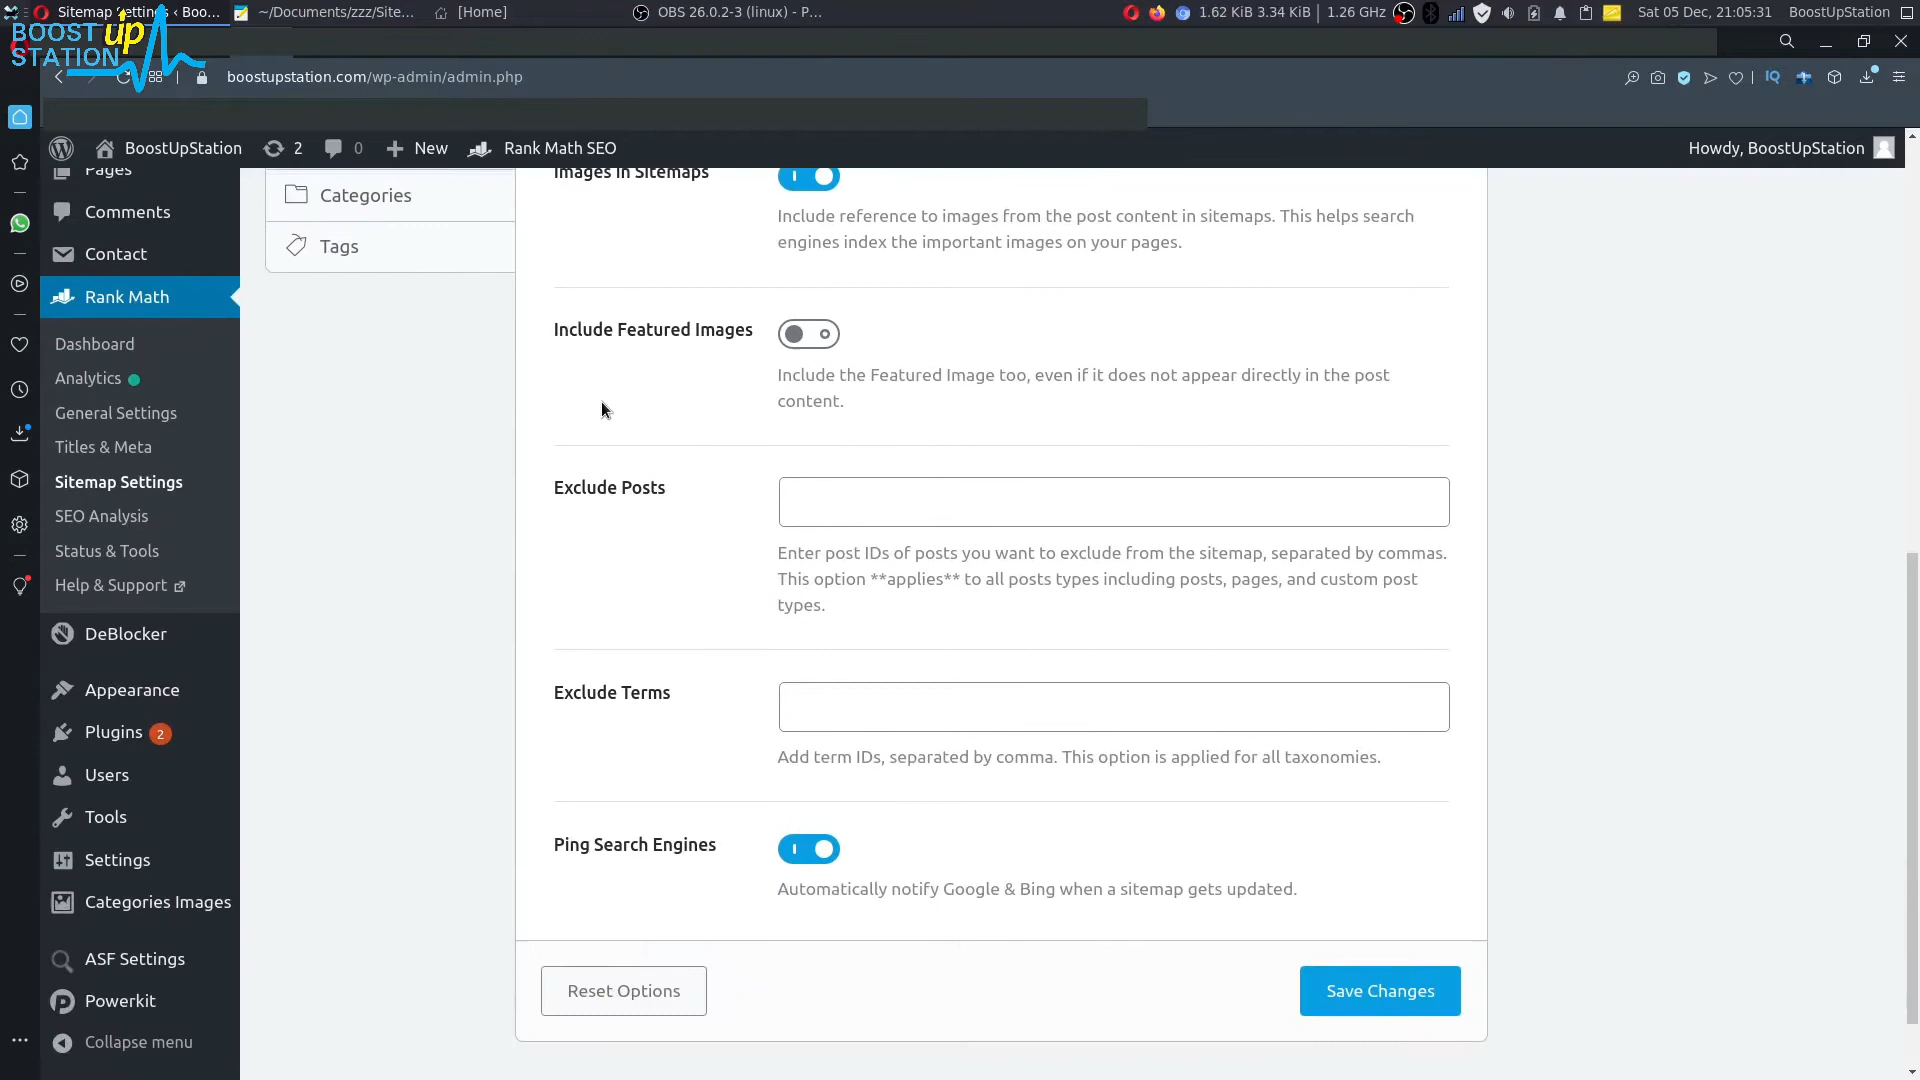 Sitemap Settings ‹ Boo...
~/Documents/zzz/Site...
[Home]
OBS 26.0.2-3 (linux) - P...
1.62 KiB 3.34 KiB
1.26 GHz
Sat 05 Dec, 21:05:31
BoostUpStation
BOOST up
STATION
boostupstation.com/wp-admin/admin.php
IQ
BoostUpStation
2
0
New
Rank Math SEO
Howdy, BoostUpStation
Pages
Comments
Contact
Rank Math
Dashboard
Analytics
General Settings
Titles & Meta
Sitemap Settings
SEO Analysis
Status & Tools
Help & Support
DeBlocker
Appearance
Plugins 2
Users
Tools
Settings
Categories Images
ASF Settings
Powerkit
Collapse menu
Categories
Tags
Images in Sitemaps
Include reference to images from the post content in sitemaps. This helps search
engines index the important images on your pages.
Include Featured Images
Include the Featured Image too, even if it does not appear directly in the post
content.
Exclude Posts
Enter post IDs of posts you want to exclude from the sitemap, separated by commas.
This option **applies** to all posts types including posts, pages, and custom post
types.
Exclude Terms
Add term IDs, separated by comma. This option is applied for all taxonomies.
Ping Search Engines
Automatically notify Google & Bing when a sitemap gets updated.
Reset Options
Save Changes